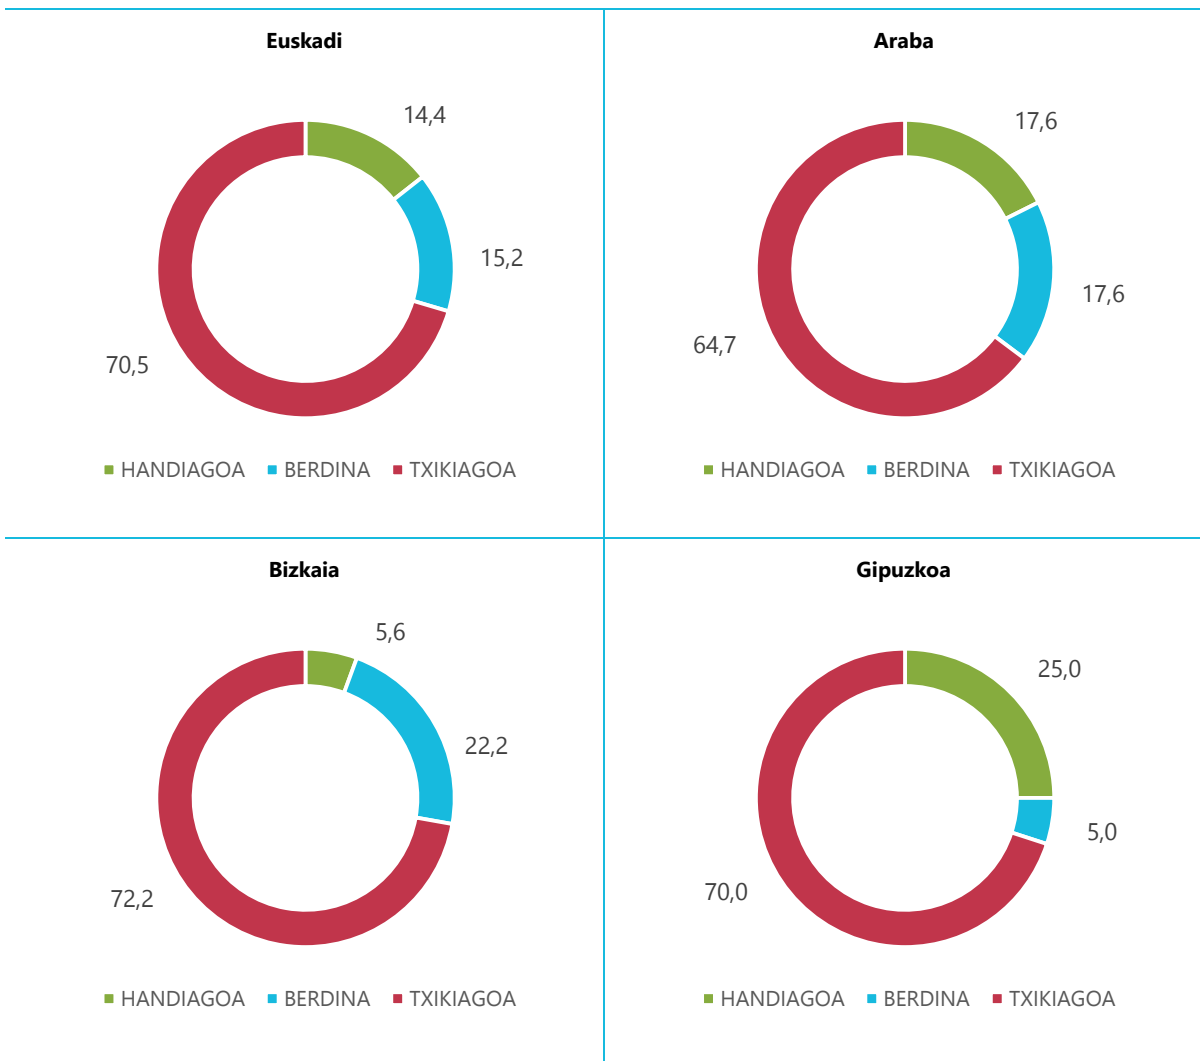 Euskadi
14,4
15,2
70,5
HANDIAGOA BERDINA TXIKIAGOA
Araba
17,6
17,6
64,7
HANDIAGOA BERDINA TXIKIAGOA
Bizkaia
5,6
22,2
72,2
HANDIAGOA BERDINA TXIKIAGOA
Gipuzkoa
25,0
5,0
70,0
HANDIAGOA BERDINA TXIKIAGOA